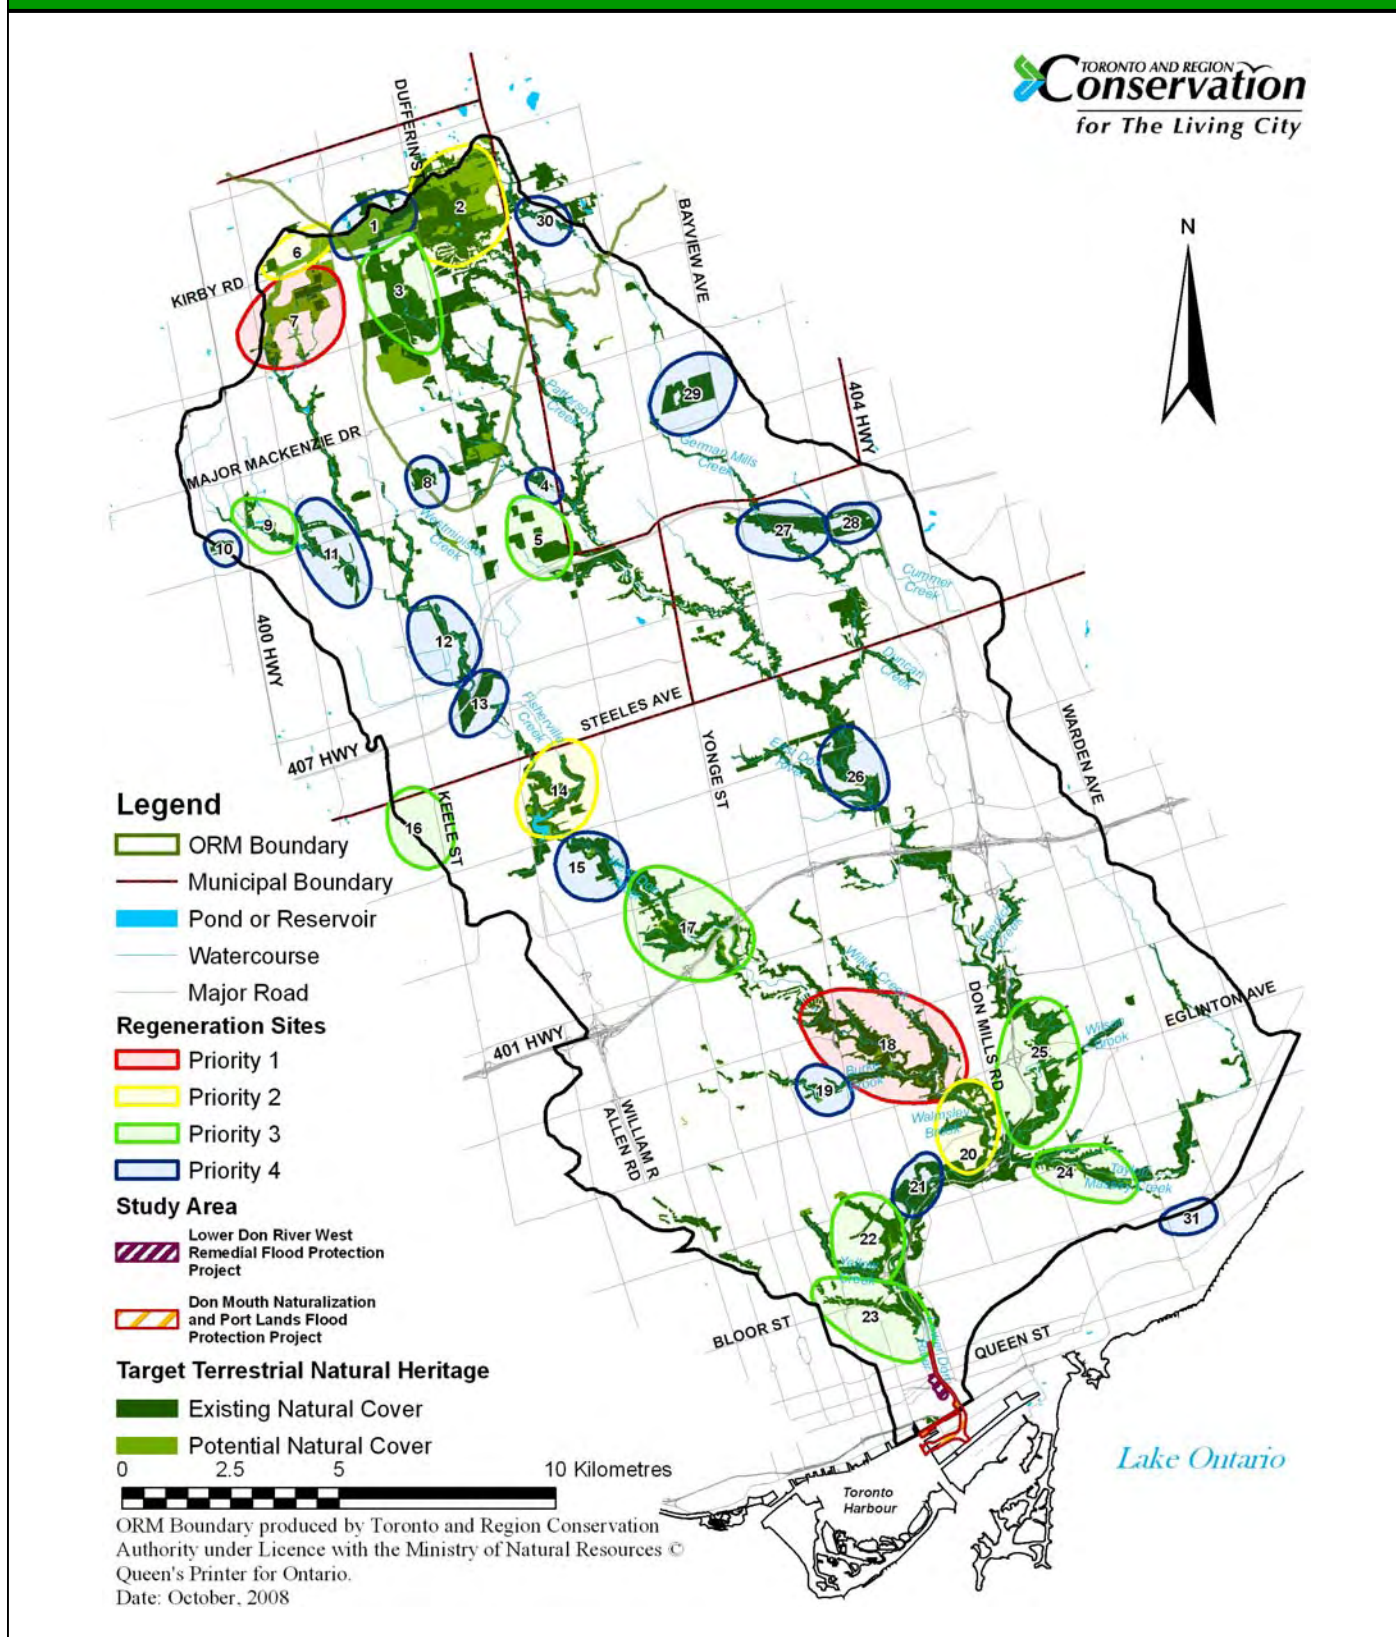 TORONTO AND REGION
Conservation
for The Living City
N
DUFFERIN ST
BAYVIEW AVE
KIRBY RD
MAJOR MACKENZIE DR
404 HWY
400 HWY
407 HWY
STEELES AVE
KEELE ST
YONGE ST
WARDEN AVE
401 HWY
WILLIAM R
ALLEN RD
DON MILLS RD
EGLINTON AVE
BLOOR ST
QUEEN ST
Patterson
Creek
German Mills
Creek
Westminister
Creek
Cummer
Creek
Duncan
Creek
Fisherville
Creek
East Don
River
Wilket Creek
Wilson
Brook
Burke
Brook
Walmsley
Brook
Taylor
Massey Creek
Yellow
Creek
1
2
3
4
5
6
7
8
9
10
11
12
13
14
15
16
17
18
19
20
21
22
23
24
25
26
27
28
29
30
31
Legend
ORM Boundary
Municipal Boundary
Pond or Reservoir
Watercourse
Major Road
Regeneration Sites
Priority 1
Priority 2
Priority 3
Priority 4
Study Area
Lower Don River West
Remedial Flood Protection
Project
Don Mouth Naturalization
and Port Lands Flood
Protection Project
Target Terrestrial Natural Heritage
Existing Natural Cover
Potential Natural Cover
0 2.5 5 10 Kilometres
Toronto
Harbour
Lake Ontario
ORM Boundary produced by Toronto and Region Conservation
Authority under Licence with the Ministry of Natural Resources ©
Queen's Printer for Ontario.
Date: October, 2008